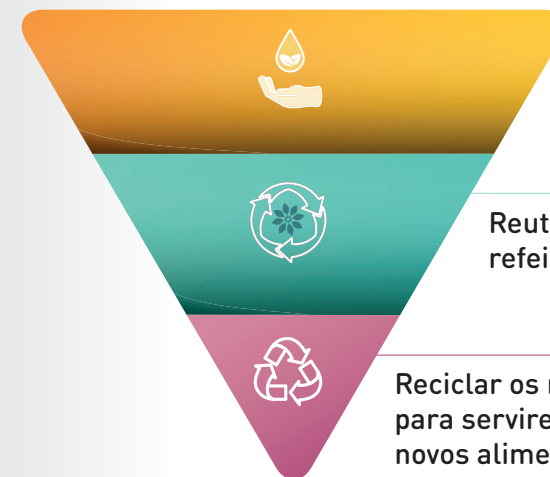 Reut
refei
Reciclar os r
para servire
novos alime